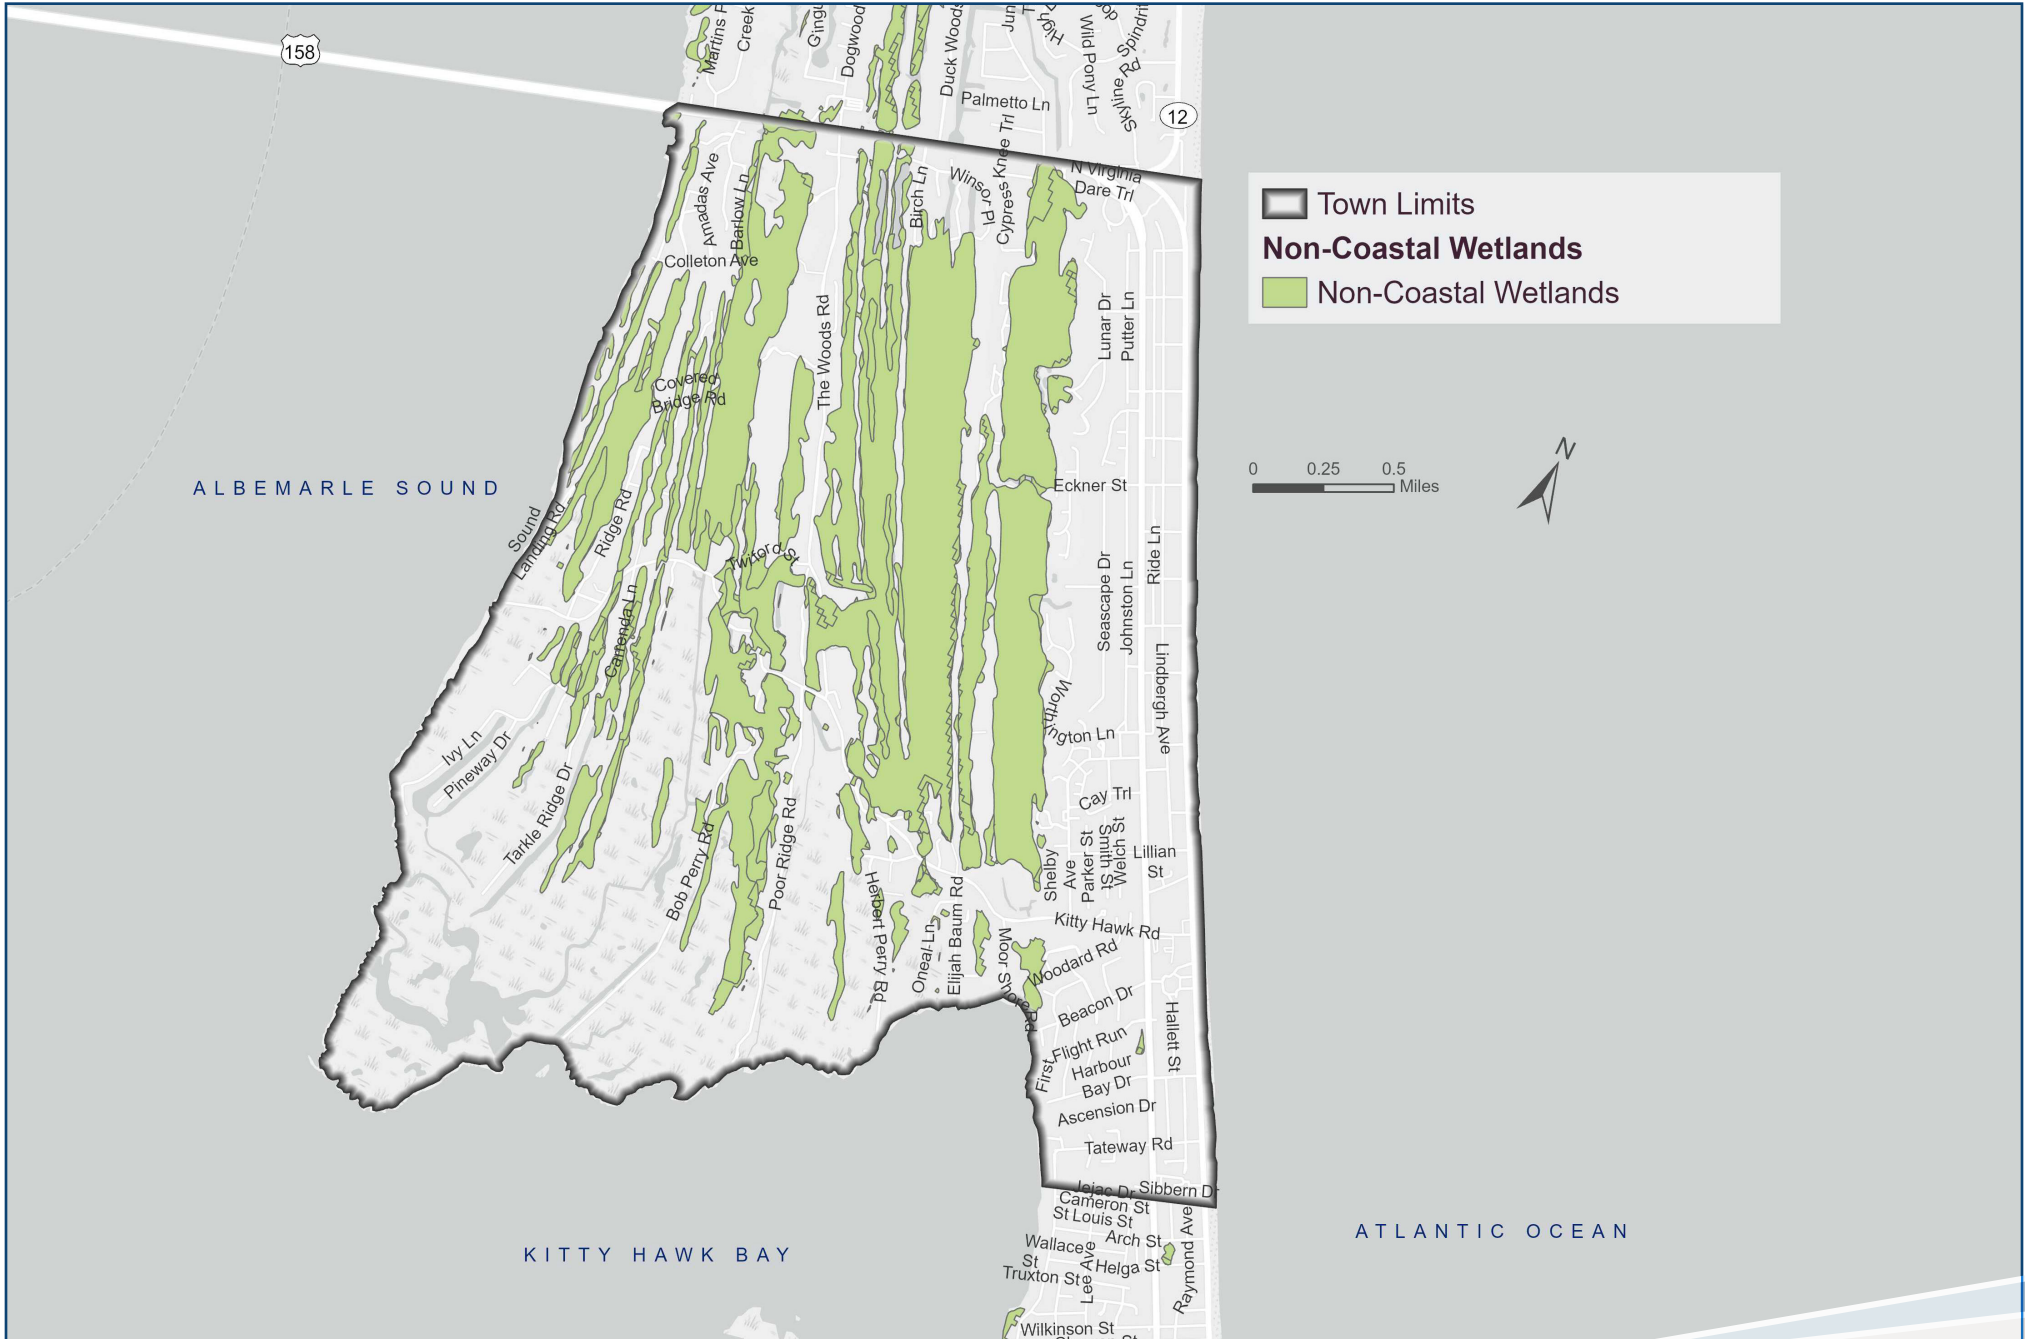 158
Martins P
Creek
Gingu
Dogwood
Duck Woods
Jun
High
Wild Pony Ln
Spindrif
Skyline Rd
Palmetto Ln
12
N Virginia
Dare Trl
Amadas Ave
Barlow Ln
Birch Ln
Winsor Pl
Cypress Knee Trl
Colleton Ave
Town Limits
Non-Coastal Wetlands
Non-Coastal Wetlands
The Woods Rd
Lunar Dr
Putter Ln
Covered
Bridge Rd
N
0 0.25 0.5
Miles
ALBEMARLE SOUND
Eckner St
Sound
Landing Rd
Ridge Rd
Twiford St
Ride Ln
Seascape Dr
Johnston Ln
Carrenda Ln
Lindbergh Ave
Worthington Ln
Ivy Ln
Pineway Dr
Tarkle Ridge Dr
Cay Trl
Bob Perry Rd
Poor Ridge Rd
Shelby
Ave
Parker St
Smith St
Welch St
Lillian
St
Herbert Perry Rd
Oneal Ln
Elijah Baum Rd
Moor Shore Rd
Kitty Hawk Rd
Woodard Rd
Beacon Dr
Hallett St
First
Flight Run
Harbour
Bay Dr
Ascension Dr
Tateway Rd
Jejac Dr
Sibbern Dr
Cameron St
St Louis St
Arch St
Wallace
St
Helga St
Truxton St
Lee Ave
Raymond Ave
Wilkinson St
KITTY HAWK BAY
ATLANTIC OCEAN